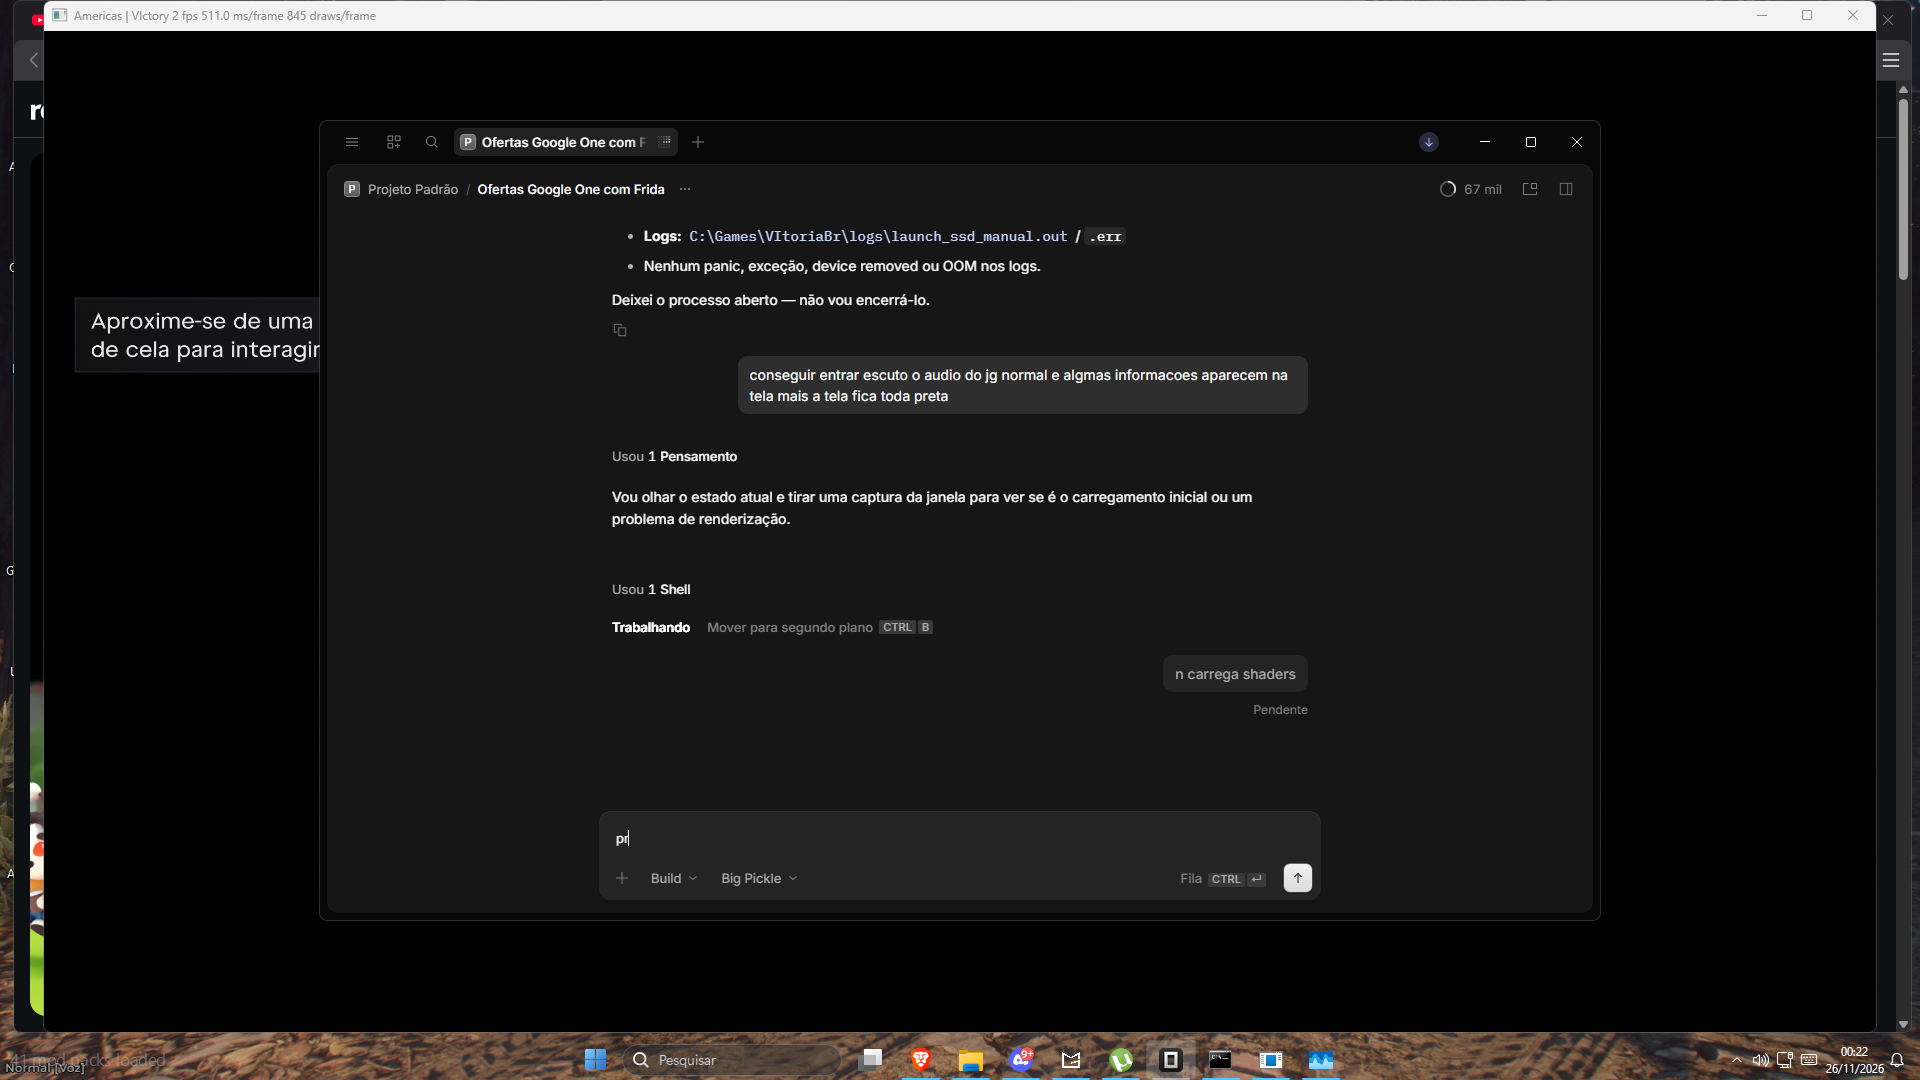 Americas | VIctory 2 fps 511.0 ms/frame 845 draws/frame
P Ofertas Google One com F
P Projeto Padrão / Ofertas Google One com Frida ...
67 mil
Logs: C:\Games\VItoriaBr\logs\launch_ssd_manual.out / .err
Nenhum panic, exceção, device removed ou OOM nos logs.
Deixei o processo aberto — não vou encerrá-lo.
Aproxime-se de uma
de cela para interagir
conseguir entrar escuto o audio do jg normal e algmas informacoes aparecem na
tela mais a tela fica toda preta
Usou 1 Pensamento
Vou olhar o estado atual e tirar uma captura da janela para ver se é o carregamento inicial ou um
problema de renderização.
Usou 1 Shell
Trabalhando Mover para segundo plano CTRL B
n carrega shaders
Pendente
pr
Build Big Pickle Fila CTRL
41 mod packs loaded
Normal [Voz]
Pesquisar
9+
00:22
26/11/2026